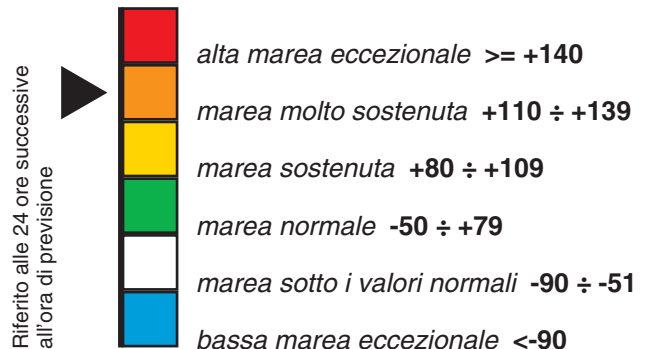 alta marea eccezionale >= +140
marea molto sostenuta +110 ÷ +139
marea sostenuta +80 ÷ +109
marea normale -50 ÷ +79
marea sotto i valori normali -90 ÷ -51
bassa marea eccezionale <-90
Riferito alle 24 ore successive
all'ora di previsione